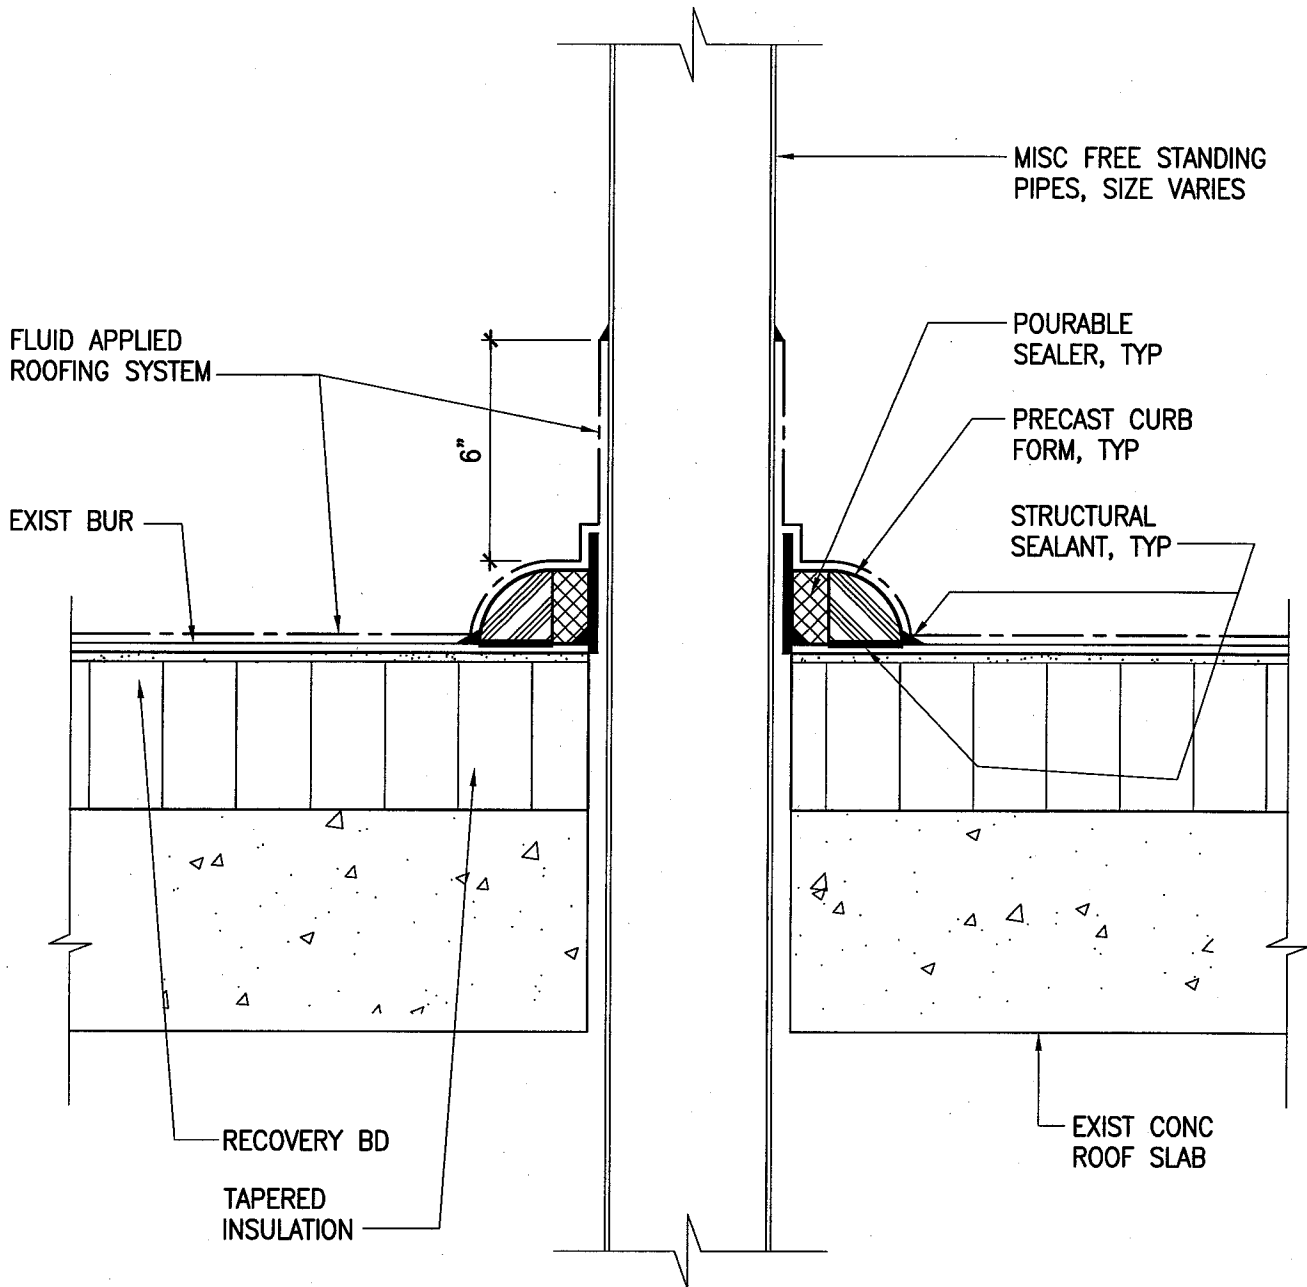 MISC FREE STANDING
PIPES, SIZE VARIES
FLUID APPLIED
ROOFING SYSTEM
POURABLE
SEALER, TYP
6"
PRECAST CURB
FORM, TYP
EXIST BUR
STRUCTURAL
SEALANT, TYP
RECOVERY BD
TAPERED
INSULATION
EXIST CONC
ROOF SLAB